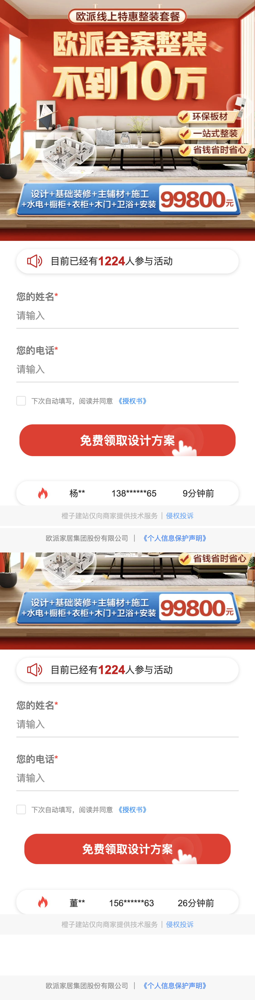 欧派线上特惠整装套餐
欧派全案整装
不到10万
环保板材
一站式整装
省钱省时省心
设计+基础装修+主辅材+施工
+水电+橱柜+衣柜+木门+卫浴+安装
99800元
目前已经有1224人参与活动
您的姓名*
请输入
您的电话*
请输入
下次自动填写，阅读并同意 《授权书》
免费领取设计方案
杨** 138******65 9分钟前
橙子建站仅向商家提供技术服务 | 侵权投诉
欧派家居集团股份有限公司 | 《个人信息保护声明》
省钱省时省心
设计+基础装修+主辅材+施工
+水电+橱柜+衣柜+木门+卫浴+安装
99800元
目前已经有1224人参与活动
您的姓名*
请输入
您的电话*
请输入
下次自动填写，阅读并同意 《授权书》
免费领取设计方案
董** 156******63 26分钟前
橙子建站仅向商家提供技术服务 | 侵权投诉
欧派家居集团股份有限公司 | 《个人信息保护声明》